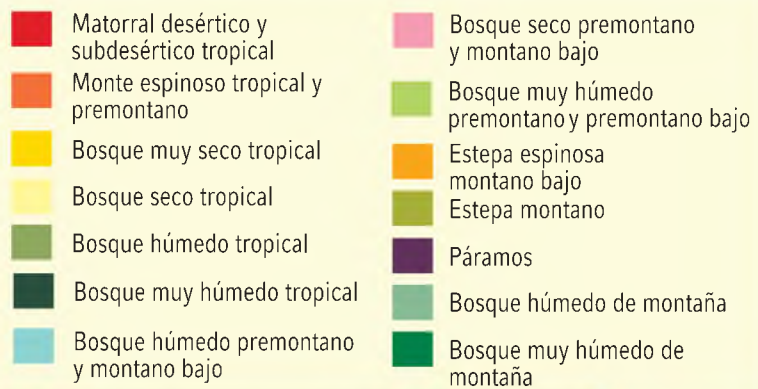 Matorral desértico y
subdesértico tropical
Monte espinoso tropical y
premontano
Bosque muy seco tropical
Bosque seco tropical
Bosque húmedo tropical
Bosque muy húmedo tropical
Bosque húmedo premontano
y montano bajo
Bosque seco premontano
y montano bajo
Bosque muy húmedo
premontano y premontano bajo
Estepa espinosa
montano bajo
Estepa montano
Páramos
Bosque húmedo de montaña
Bosque muy húmedo de
montaña